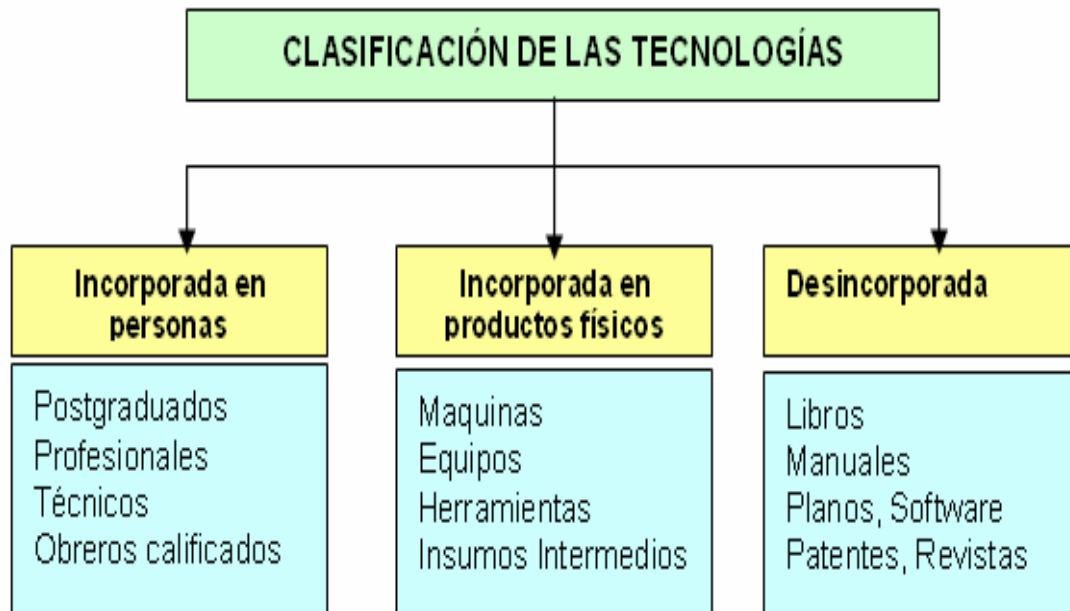 CLASIFICACIÓN DE LAS TECNOLOGÍAS
Incorporada en
personas
Postgraduados
Profesionales
Técnicos
Obreros calificados
Incorporada en
productos físicos
Maquinas
Equipos
Herramientas
Insumos Intermedios
Desincorporada
Libros
Manuales
Planos, Software
Patentes, Revistas